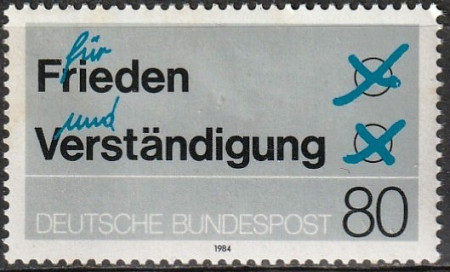 für
Frieden
und
Verständigung
DEUTSCHE BUNDESPOST 80
1984